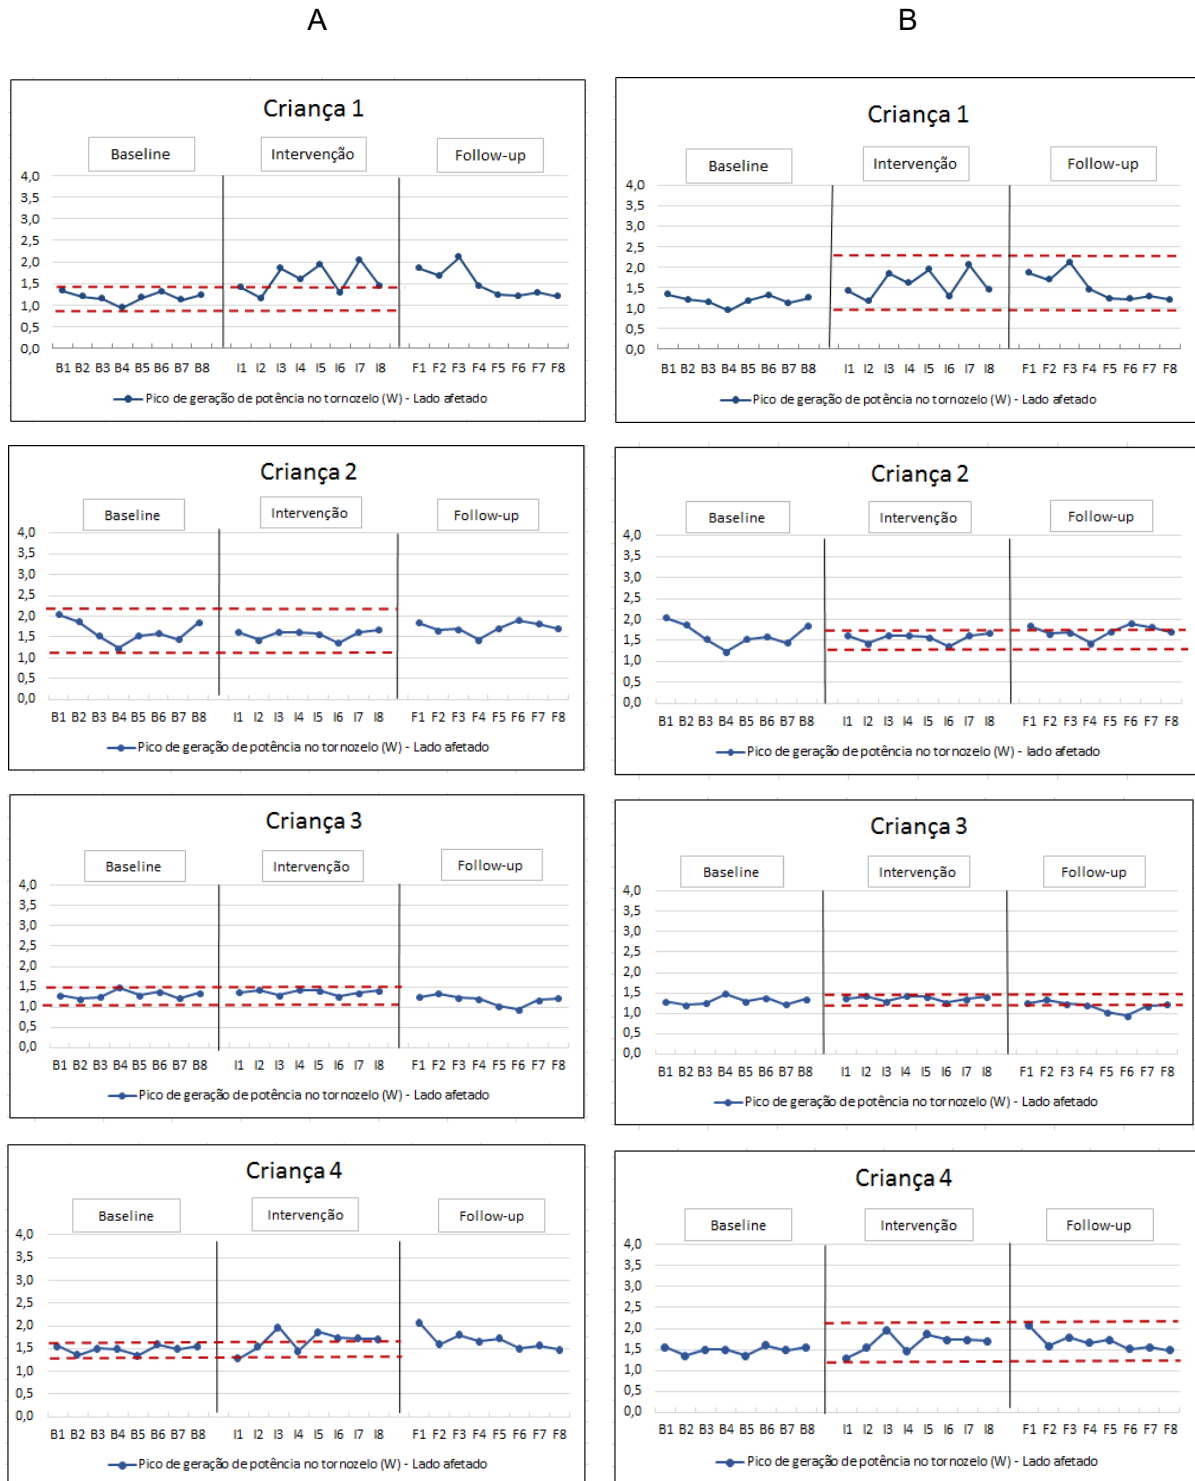 A
B
Criança 1
Baseline
Intervenção
Follow-up
4,0
3,5
3,0
2,5
2,0
1,5
1,0
0,5
0,0
B1 B2 B3 B4 B5 B6 B7 B8 I1 I2 I3 I4 I5 I6 I7 I8 F1 F2 F3 F4 F5 F6 F7 F8
Pico de geração de potência no tornozelo (W) - Lado afetado
Criança 1
Baseline
Intervenção
Follow-up
4,0
3,5
3,0
2,5
2,0
1,5
1,0
0,5
0,0
B1 B2 B3 B4 B5 B6 B7 B8 I1 I2 I3 I4 I5 I6 I7 I8 F1 F2 F3 F4 F5 F6 F7 F8
Pico de geração de potência no tornozelo (W) - Lado afetado
Criança 2
Baseline
Intervenção
Follow-up
4,0
3,5
3,0
2,5
2,0
1,5
1,0
0,5
0,0
B1 B2 B3 B4 B5 B6 B7 B8 I1 I2 I3 I4 I5 I6 I7 I8 F1 F2 F3 F4 F5 F6 F7 F8
Pico de geração de potência no tornozelo (W) - Lado afetado
Criança 2
Baseline
Intervenção
Follow-up
4,0
3,5
3,0
2,5
2,0
1,5
1,0
0,5
0,0
B1 B2 B3 B4 B5 B6 B7 B8 I1 I2 I3 I4 I5 I6 I7 I8 F1 F2 F3 F4 F5 F6 F7 F8
Pico de geração de potência no tornozelo (W) - lado afetado
Criança 3
Baseline
Intervenção
Follow-up
4,0
3,5
3,0
2,5
2,0
1,5
1,0
0,5
0,0
B1 B2 B3 B4 B5 B6 B7 B8 I1 I2 I3 I4 I5 I6 I7 I8 F1 F2 F3 F4 F5 F6 F7 F8
Pico de geração de potência no tornozelo (W) - Lado afetado
Criança 3
Baseline
Intervenção
Follow-up
4,0
3,5
3,0
2,5
2,0
1,5
1,0
0,5
0,0
B1 B2 B3 B4 B5 B6 B7 B8 I1 I2 I3 I4 I5 I6 I7 I8 F1 F2 F3 F4 F5 F6 F7 F8
Pico de geração de potência no tornozelo (W) - Lado afetado
Criança 4
Baseline
Intervenção
Follow-up
4,0
3,5
3,0
2,5
2,0
1,5
1,0
0,5
0,0
B1 B2 B3 B4 B5 B6 B7 B8 I1 I2 I3 I4 I5 I6 I7 I8 F1 F2 F3 F4 F5 F6 F7 F8
Pico de geração de potência no tornozelo (W) - Lado afetado
Criança 4
Baseline
Intervenção
Follow-up
4,0
3,5
3,0
2,5
2,0
1,5
1,0
0,5
0,0
B1 B2 B3 B4 B5 B6 B7 B8 I1 I2 I3 I4 I5 I6 I7 I8 F1 F2 F3 F4 F5 F6 F7 F8
Pico de geração de potência no tornozelo (W) - Lado afetado